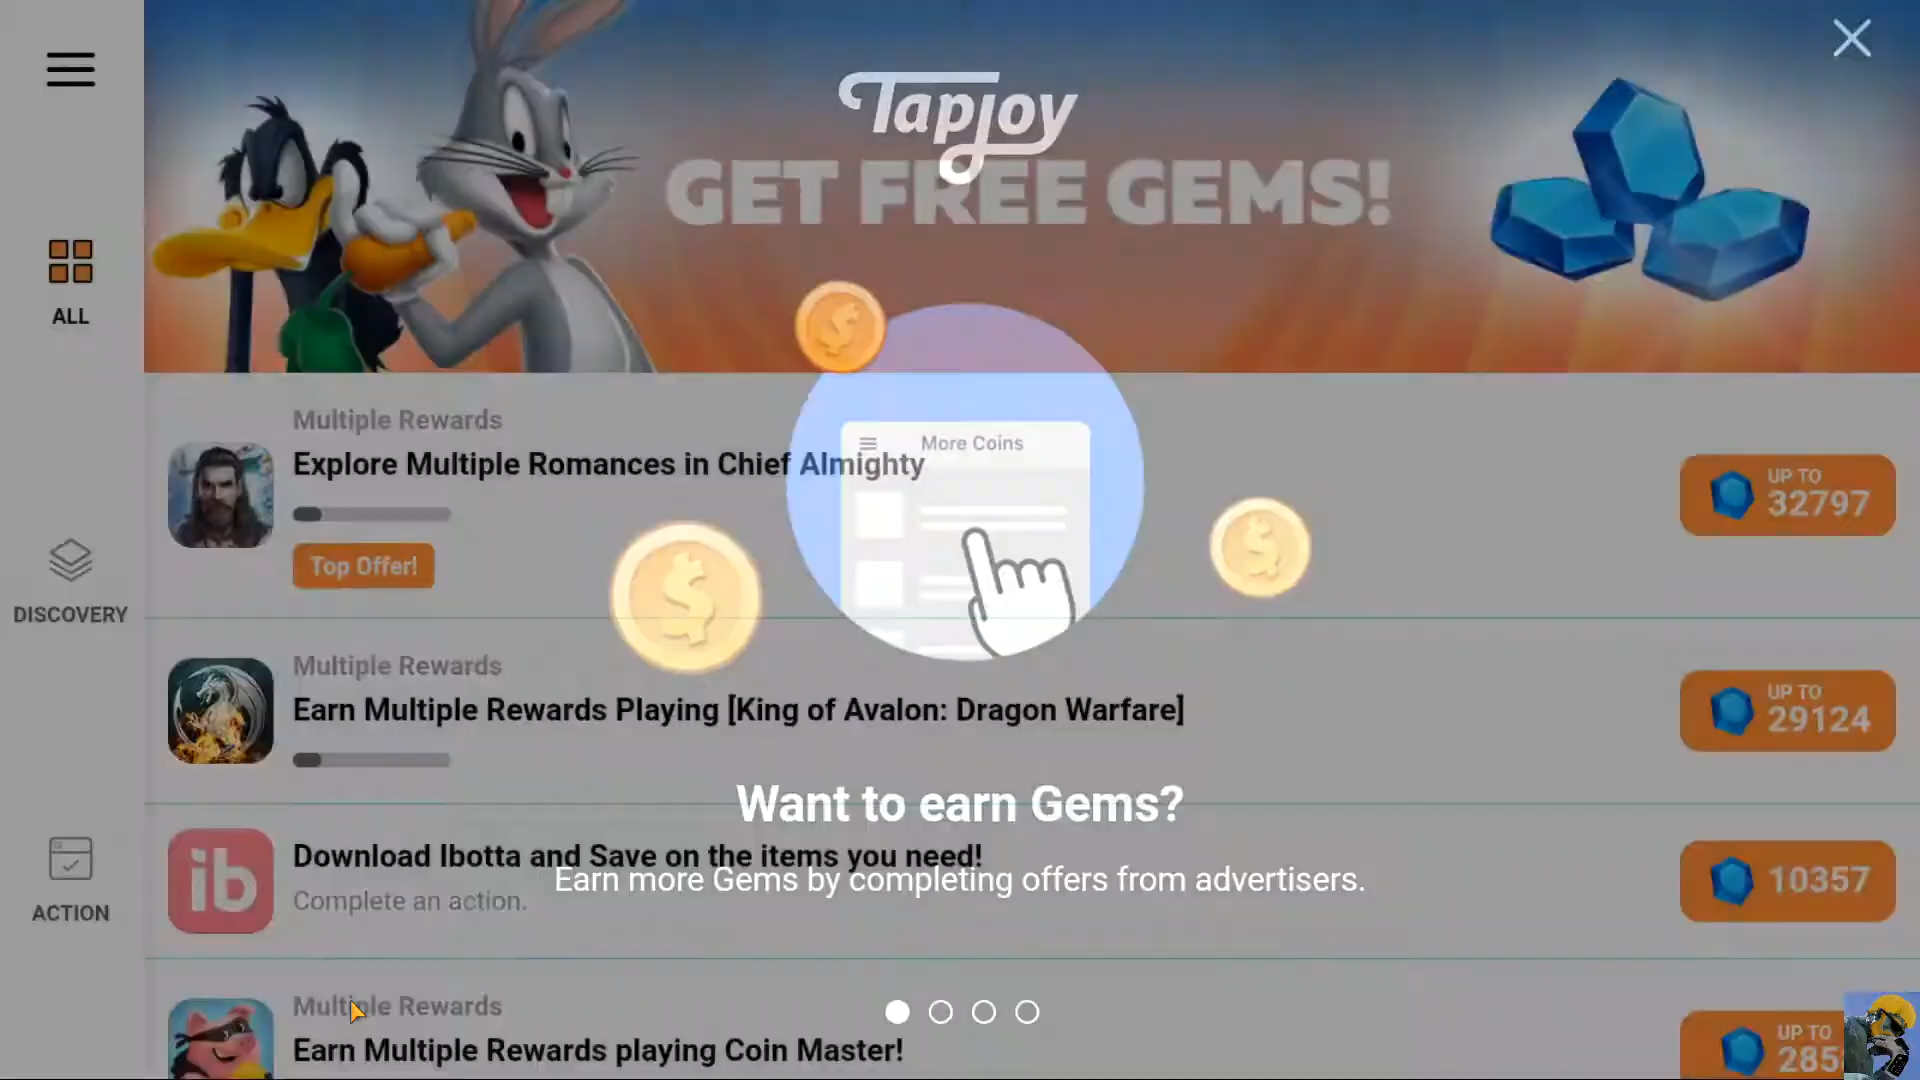 Tapjoy
GET FREE GEMS!
ALL
Multiple Rewards
Explore Multiple Romances in Chief Almighty
Top Offer!
UP TO
32797
More Coins
DISCOVERY
Multiple Rewards
Earn Multiple Rewards Playing [King of Avalon: Dragon Warfare]
UP TO
29124
Want to earn Gems?
Download Ibotta and Save on the items you need!
Earn more Gems by completing offers from advertisers.
Complete an action.
ib
10357
ACTION
Multiple Rewards
Earn Multiple Rewards playing Coin Master!
UP TO
285